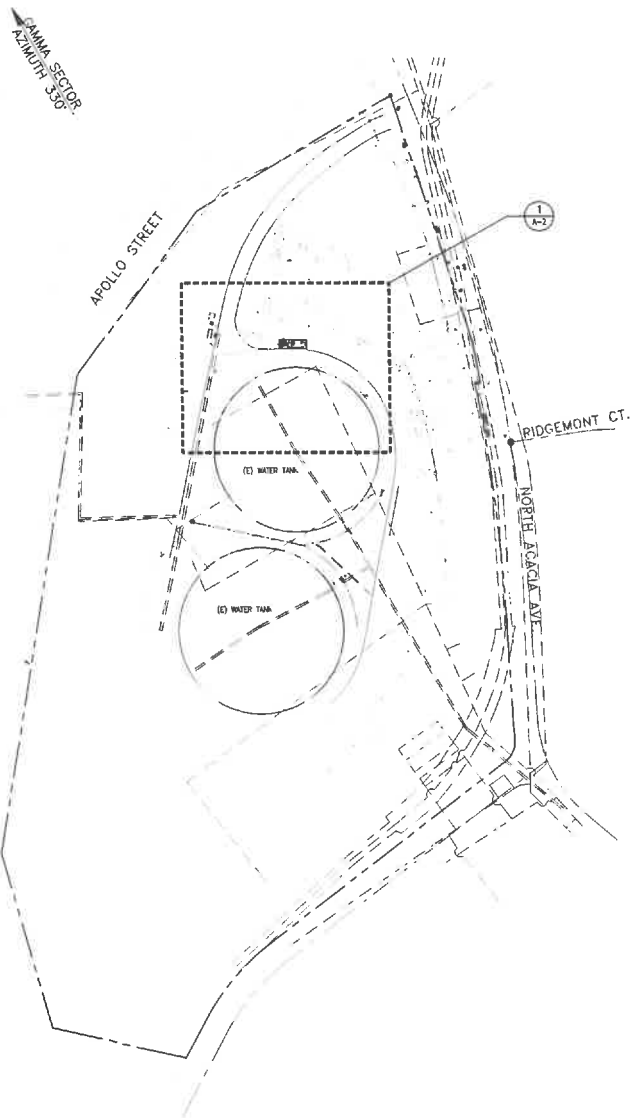 GAMMA SECTOR
AZIMUTH 330°
1
A-2
APOLLO STREET
RIDGEMONT CT.
(E) WATER TANK
NORTH ACACIA AVE.
(E) WATER TANK